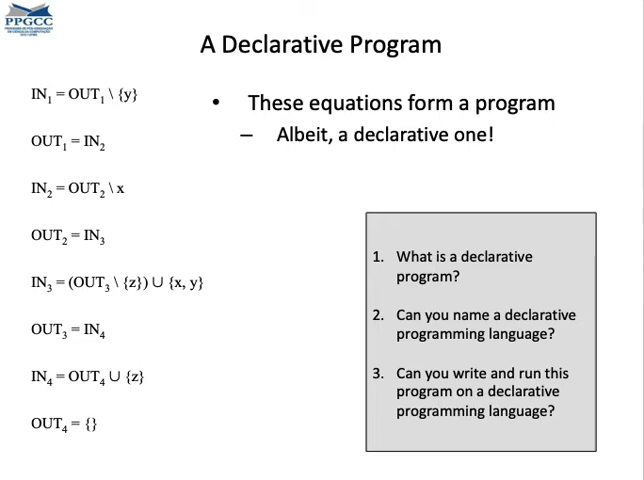 PPGCC
A Declarative Program
IN₁ = OUT₁ \ {y}
OUT₁ = IN₂
IN₂ = OUT₂ \ x
OUT₂ = IN₃
IN₃ = (OUT₃ \ {z}) ∪ {x, y}
OUT₃ = IN₄
IN₄ = OUT₄ ∪ {z}
OUT₄ = {}
• These equations form a program
– Albeit, a declarative one!
1. What is a declarative
program?
2. Can you name a declarative
programming language?
3. Can you write and run this
program on a declarative
programming language?